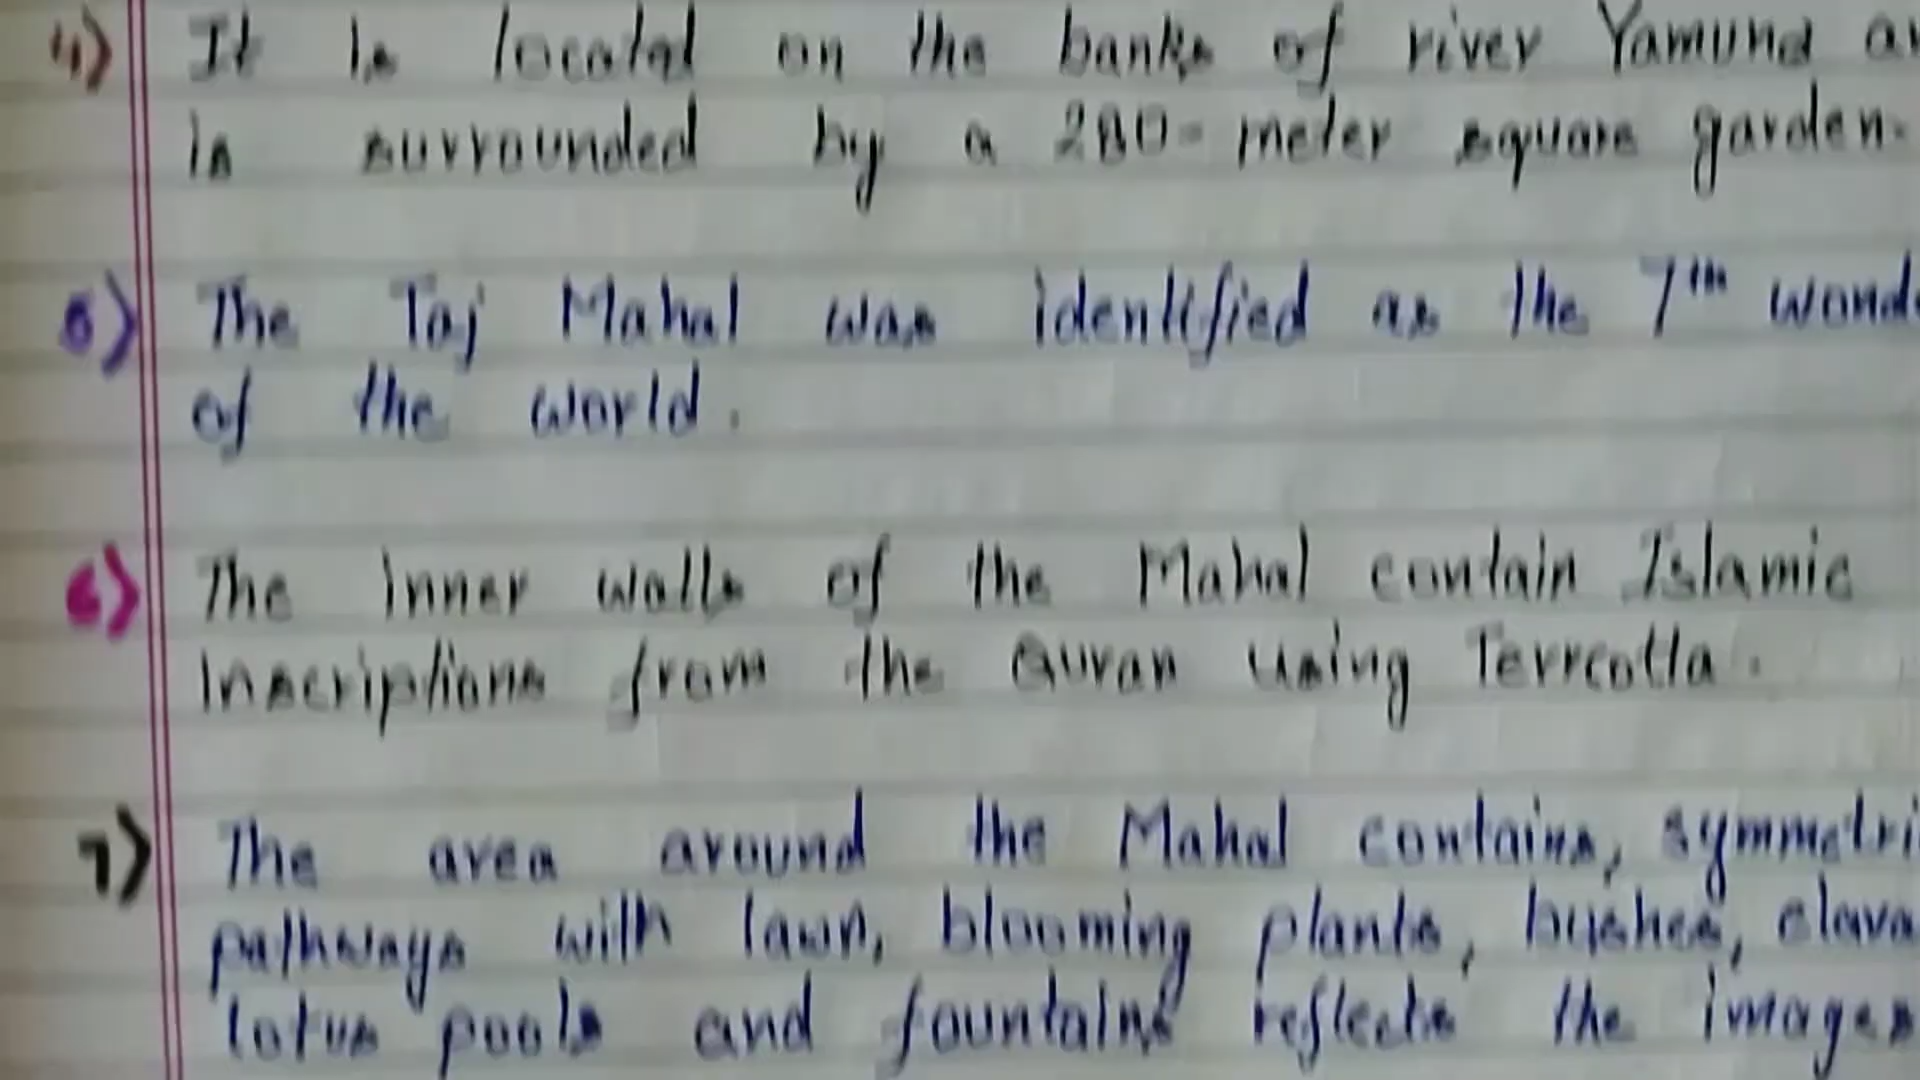 4) It is located on the banks of river Yamuna
is surrounded by a 280-meter square garden.
5) The Taj Mahal was identified as the 7th
of the world.
6) The inner walls of the Mahal contain Islamic
inscriptions from the Quran using Terrcotta.
7) The area around the Mahal contains, symmetri
pathways with lawn, blooming plants, bushes,
lotus pools and fountains reflects the images